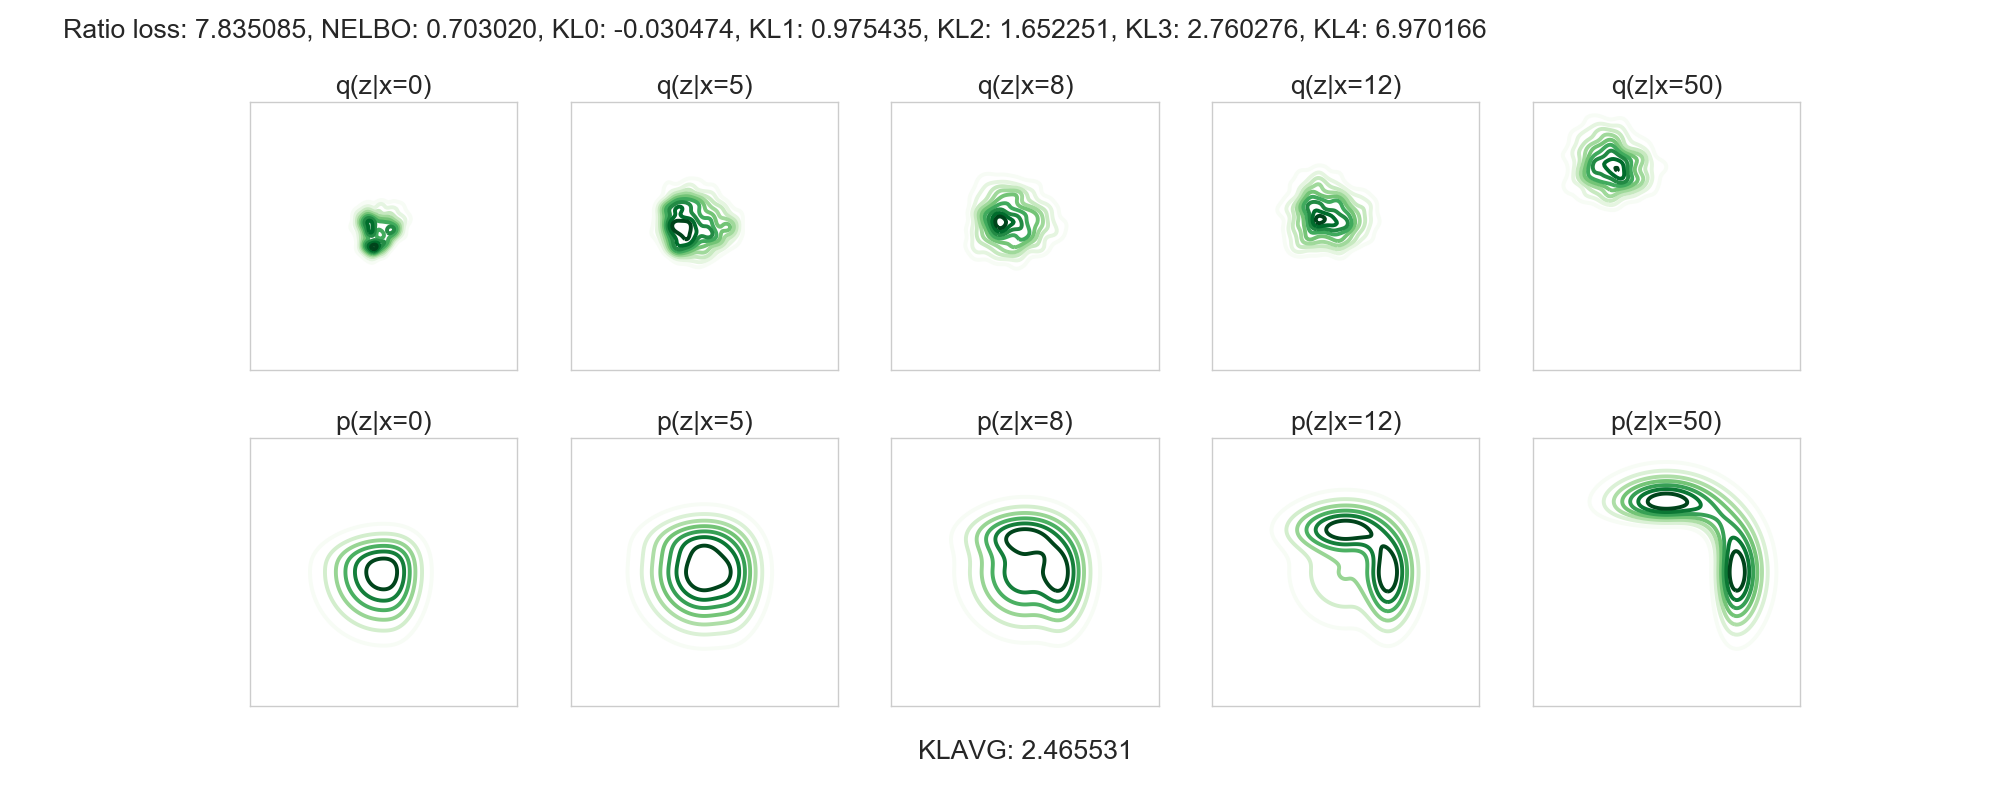 Ratio loss: 7.835085, NELBO: 0.703020, KL0: -0.030474, KL1: 0.975435, KL2: 1.652251, KL3: 2.760276, KL4: 6.970166
q(z|x=0) q(z|x=5) q(z|x=8) q(z|x=12) q(z|x=50)
p(z|x=0) p(z|x=5) p(z|x=8) p(z|x=12) p(z|x=50)
KLAVG: 2.465531